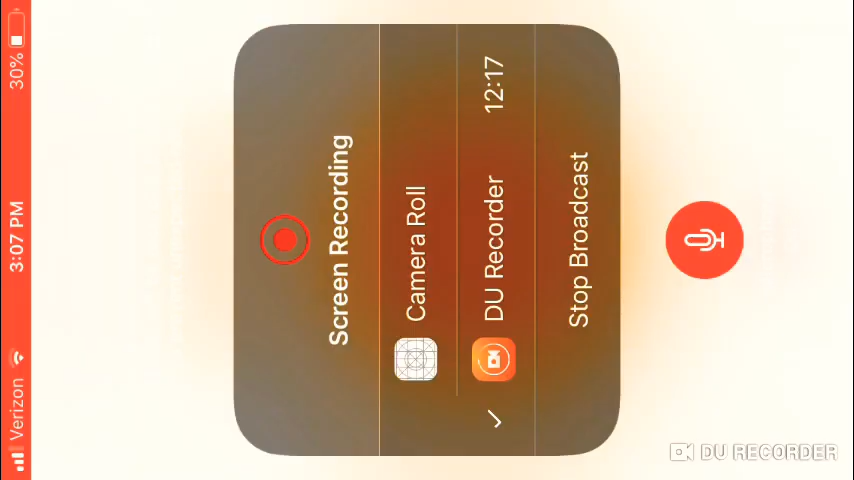 Verizon 3:07 PM 30%
Screen Recording
Camera Roll
DU Recorder 12:17
Stop Broadcast
DU RECORDER